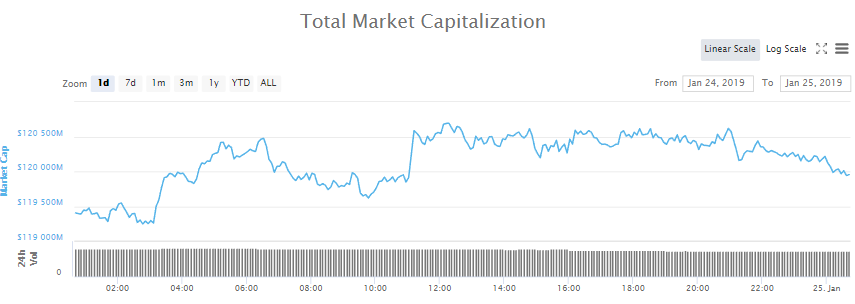 Total Market Capitalization
Linear Scale Log Scale
Zoom 1d 7d 1m 3m 1y YTD ALL From Jan 24, 2019 To Jan 25, 2019
Market Cap
$120 500M
$120 000M
$119 500M
$119 000M
24h
Vol
0
02:00 04:00 06:00 08:00 10:00 12:00 14:00 16:00 18:00 20:00 22:00 25. Jan